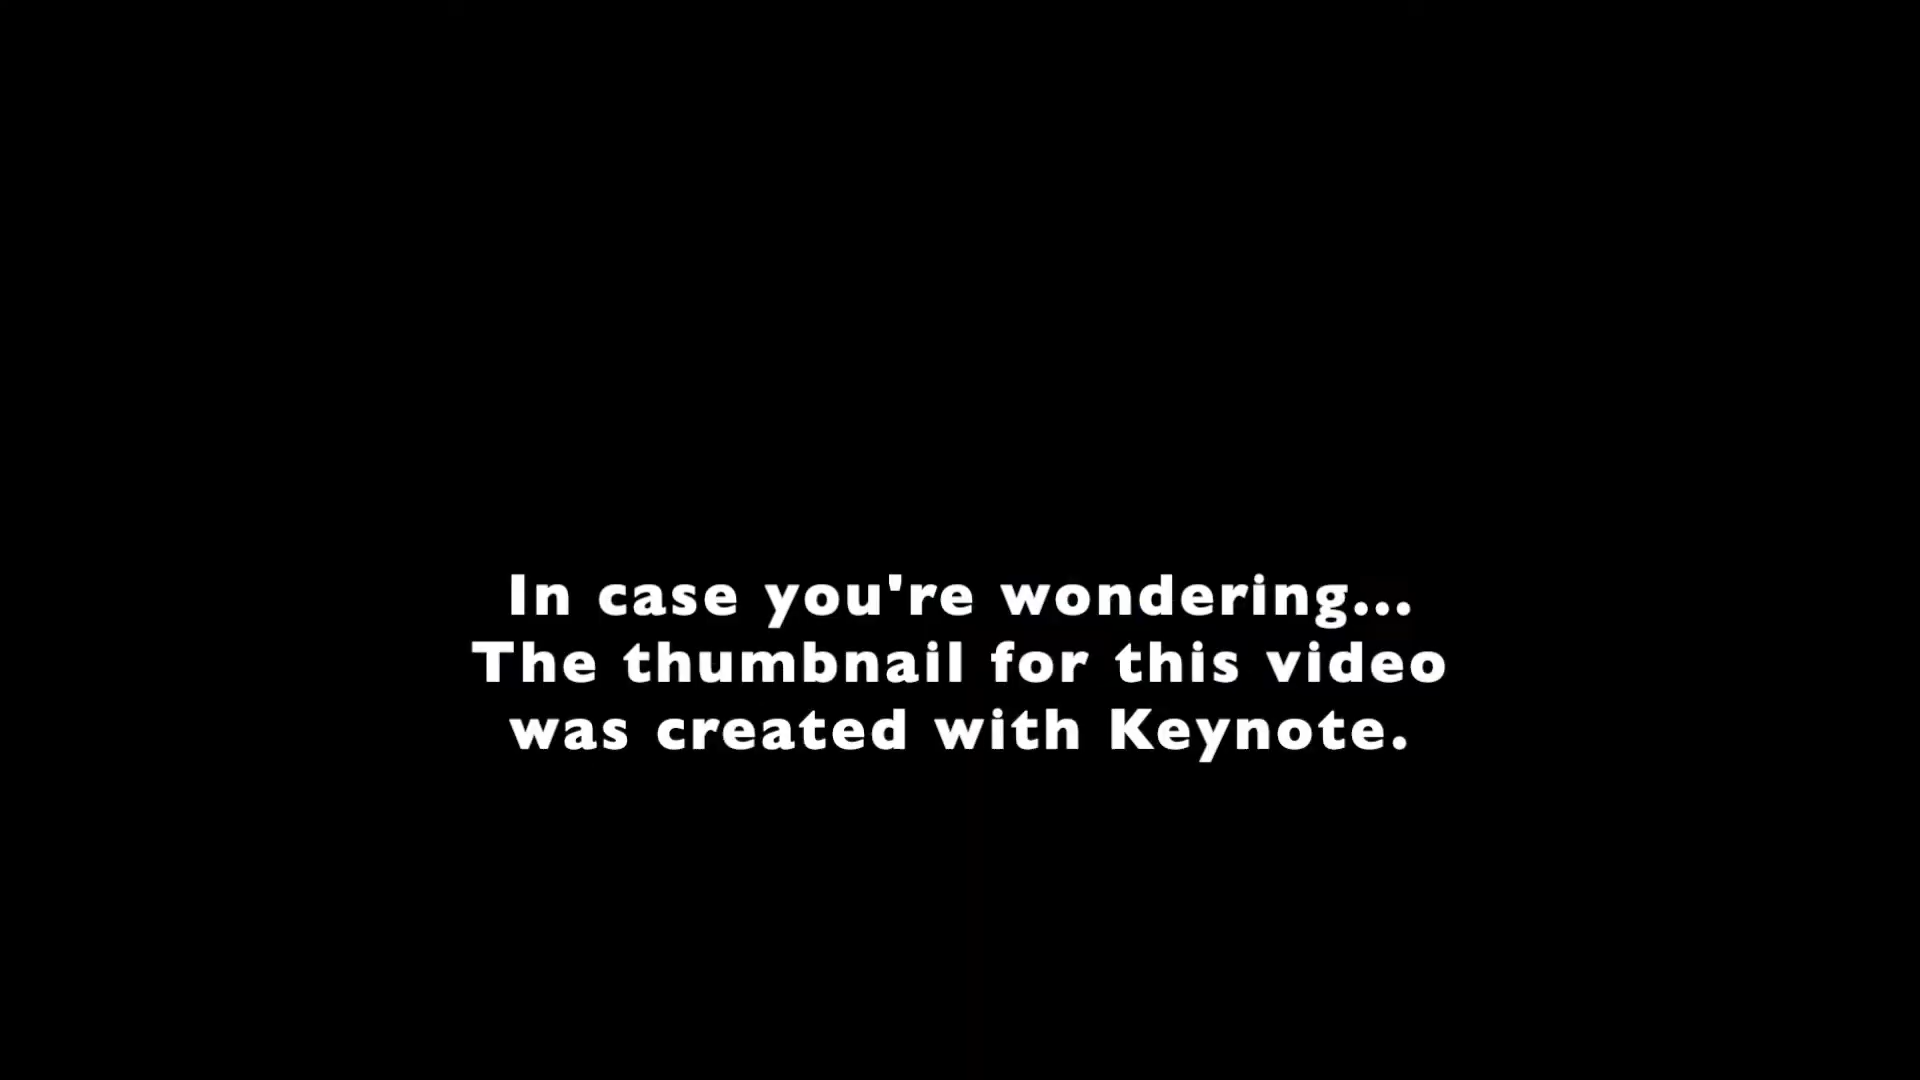 In case you're wondering...
The thumbnail for this video
was created with Keynote.